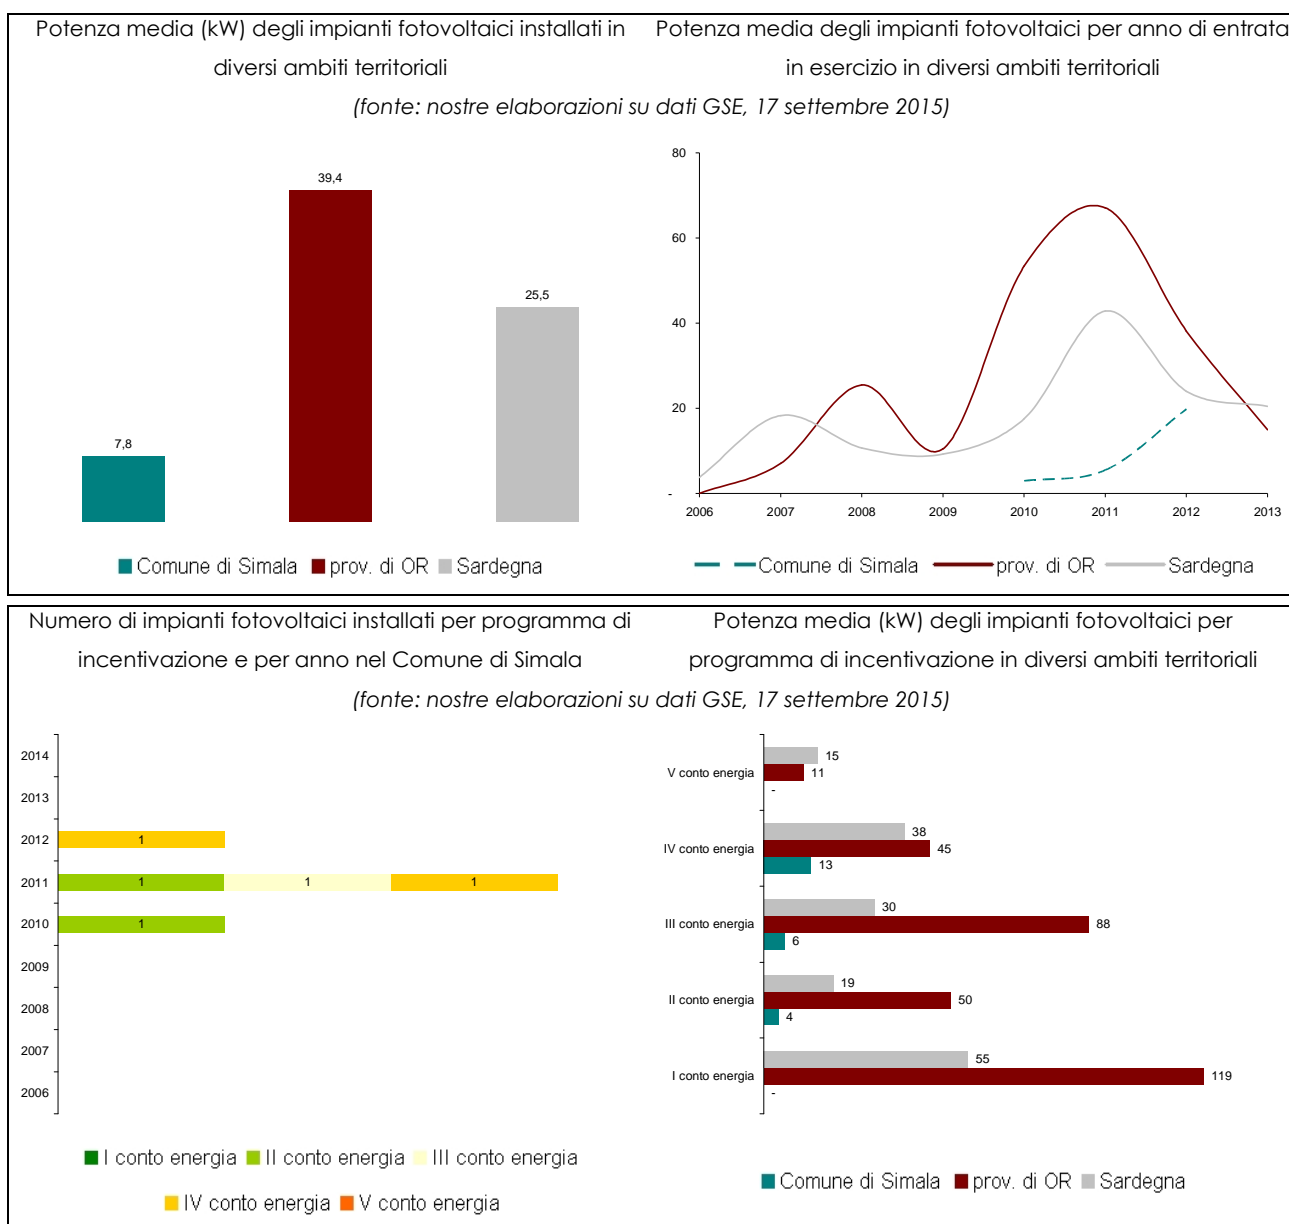 Potenza media (kW) degli impianti fotovoltaici installati in
diversi ambiti territoriali
Potenza media degli impianti fotovoltaici per anno di entrata
in esercizio in diversi ambiti territoriali
(fonte: nostre elaborazioni su dati GSE, 17 settembre 2015)
39,4
25,5
7,8
Comune di Simala prov. di OR Sardegna
80
60
40
20
-
2006 2007 2008 2009 2010 2011 2012 2013
Comune di Simala prov. di OR Sardegna
Numero di impianti fotovoltaici installati per programma di
incentivazione e per anno nel Comune di Simala
Potenza media (kW) degli impianti fotovoltaici per
programma di incentivazione in diversi ambiti territoriali
(fonte: nostre elaborazioni su dati GSE, 17 settembre 2015)
2014
2013
2012 1
2011 1 1 1
2010 1
2009
2008
2007
2006
I conto energia II conto energia III conto energia
IV conto energia V conto energia
15
V conto energia 11
-
38
IV conto energia 45
13
30
III conto energia 88
6
19
II conto energia 50
4
55
I conto energia 119
-
Comune di Simala prov. di OR Sardegna